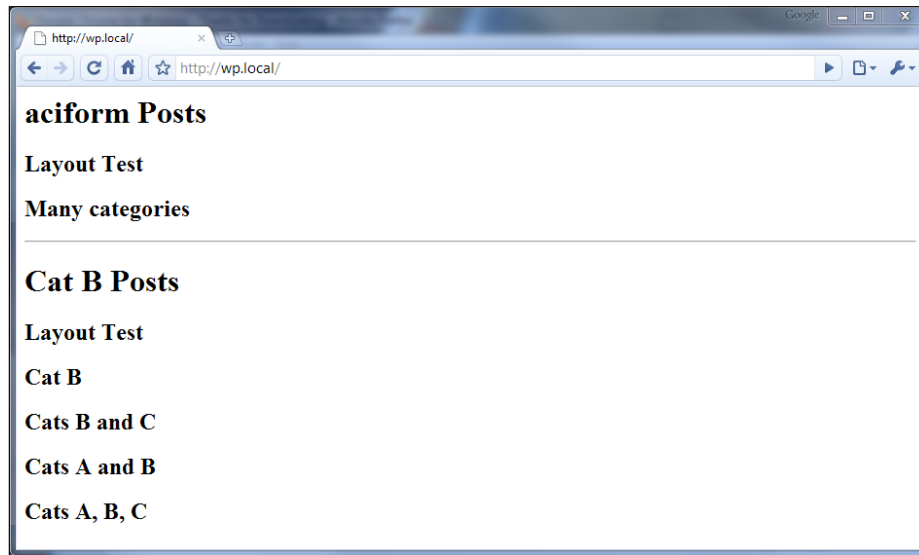 Google
http://wp.local/
http://wp.local/
aciform Posts
Layout Test
Many categories
Cat B Posts
Layout Test
Cat B
Cats B and C
Cats A and B
Cats A, B, C